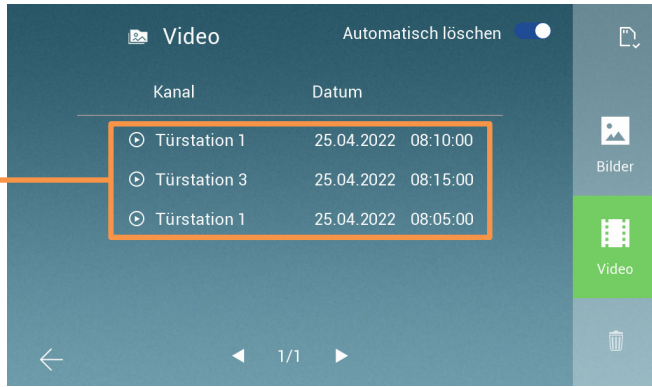 Video
Automatisch löschen
Kanal Datum
Türstation 1 25.04.2022 08:10:00
Türstation 3 25.04.2022 08:15:00
Türstation 1 25.04.2022 08:05:00
1/1
Bilder
Video